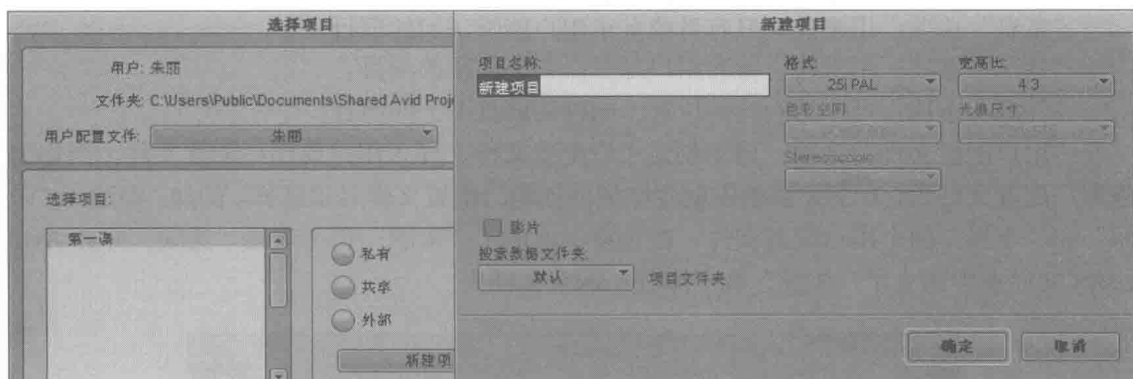 选择项目
用户: 朱丽
文件夹: C:\Users\Public\Documents\Shared Avid Proj
用户配置文件: 朱丽
选择项目:
第一课
私有
共享
外部
新建项
新建项目
项目名称:
新建项目
格式:
25i PAL
宽高比:
4:3
色彩空间:
光栅尺寸:
Stereoscopic:
影片
搜索数据文件夹:
默认
项目文件夹
确定
取消